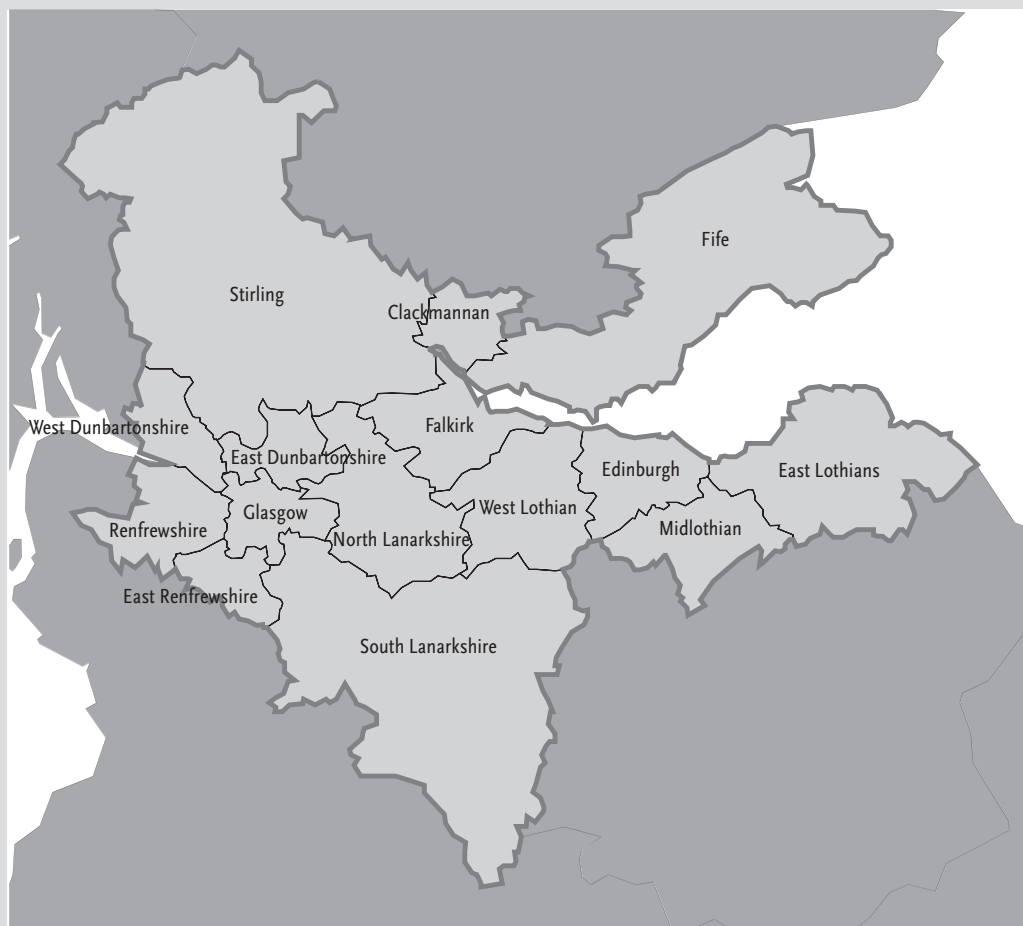 Fife
Stirling
Clackmannan
Falkirk
West Dunbartonshire
East Dunbartonshire
Edinburgh
East Lothians
Glasgow
West Lothian
Renfrewshire
Midlothian
North Lanarkshire
East Renfrewshire
South Lanarkshire